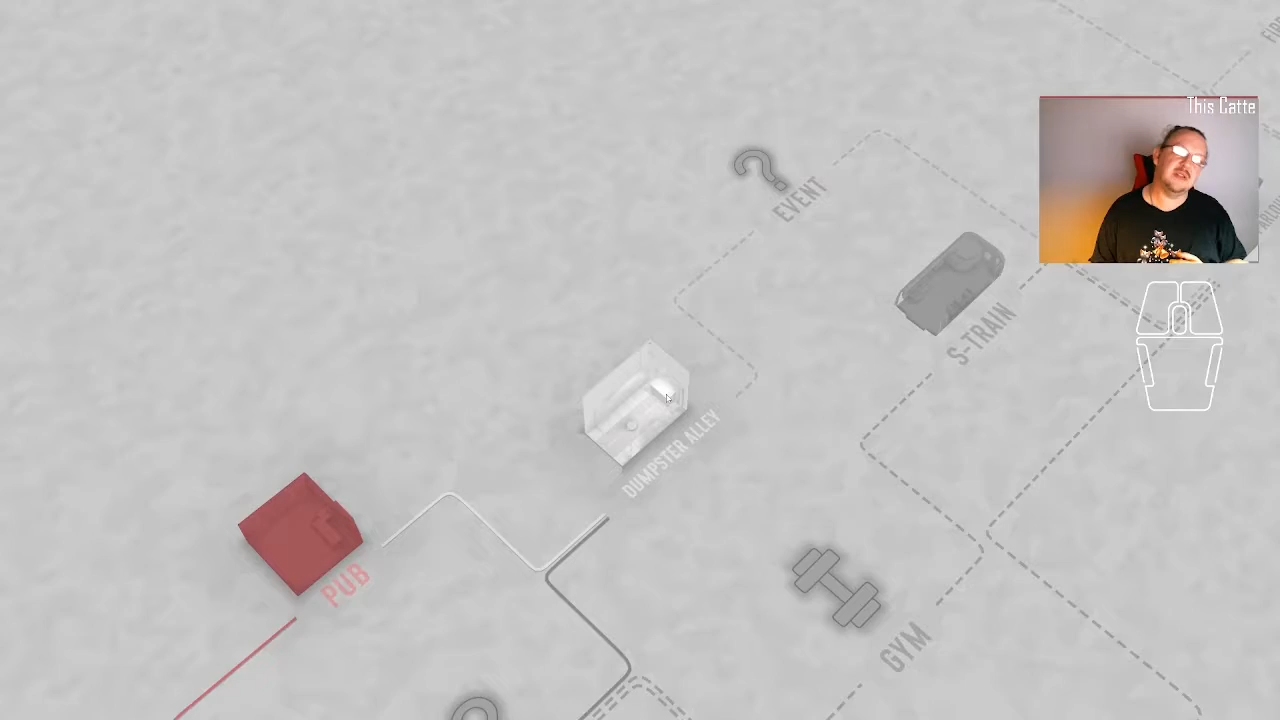 This Catte
EVENT
S-TRAIN
DUMPSTER ALLEY
PUB
GYM